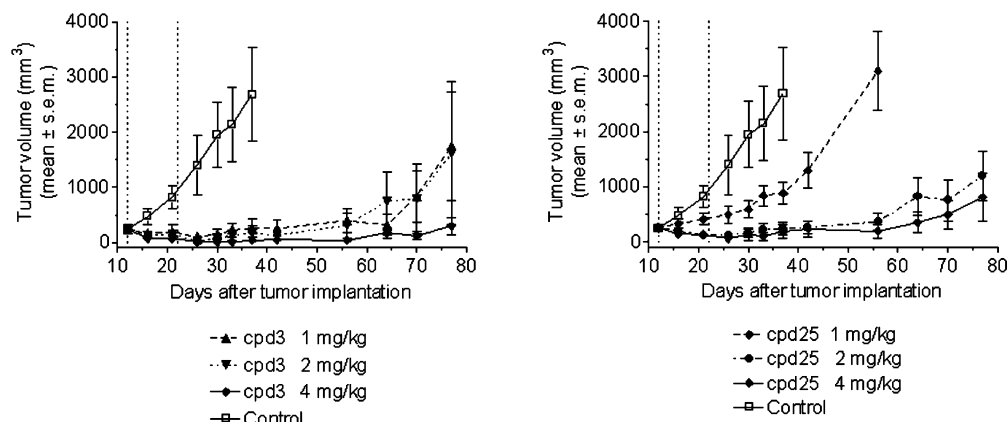 4000
3000
2000
1000
0
Tumor volume (mm³)
(mean ± s.e.m.)
10 20 30 40 50 60 70 80
Days after tumor implantation
cpd3 1 mg/kg
cpd3 2 mg/kg
cpd3 4 mg/kg
Control
4000
3000
2000
1000
0
Tumor volume (mm³)
(mean ± s.e.m.)
10 20 30 40 50 60 70 80
Days after tumor implantation
cpd25 1 mg/kg
cpd25 2 mg/kg
cpd25 4 mg/kg
Control